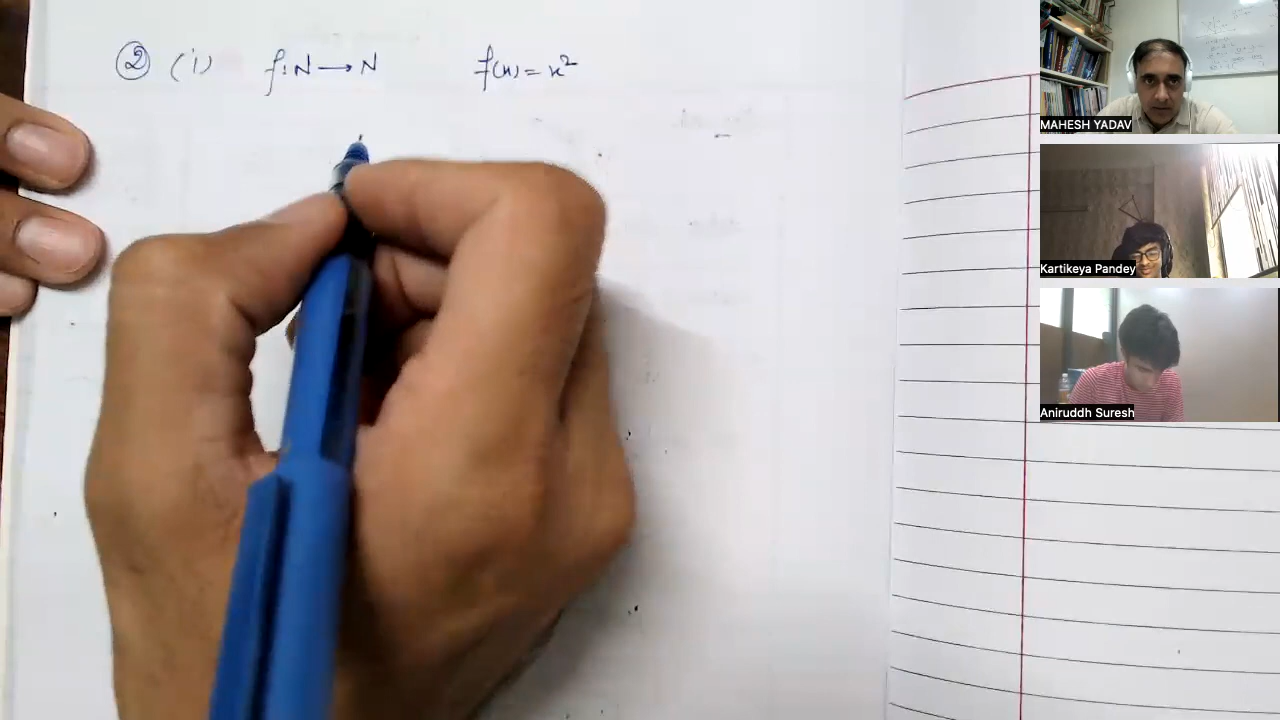 ② (i) f: N → N f(x) = x²
MAHESH YADAV
Kartikeya Pandey
Aniruddh Suresh